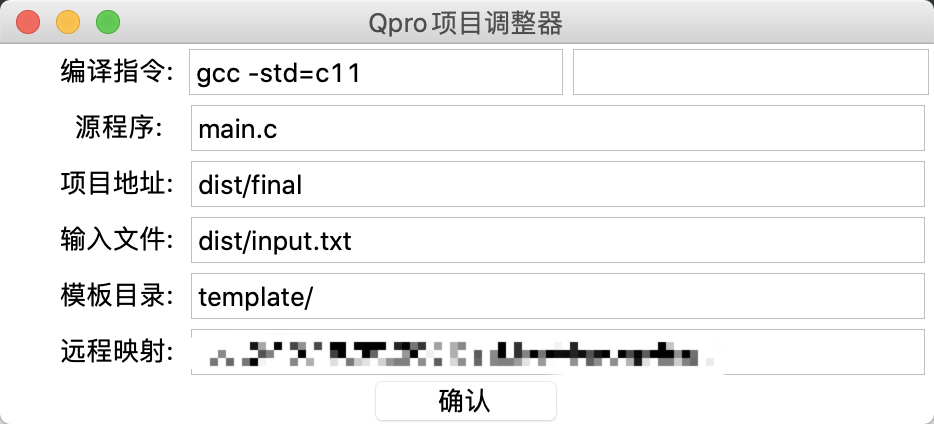 Qpro项目调整器
编译指令: gcc -std=c11
源程序: main.c
项目地址: dist/final
输入文件: dist/input.txt
模板目录: template/
远程映射:
确认